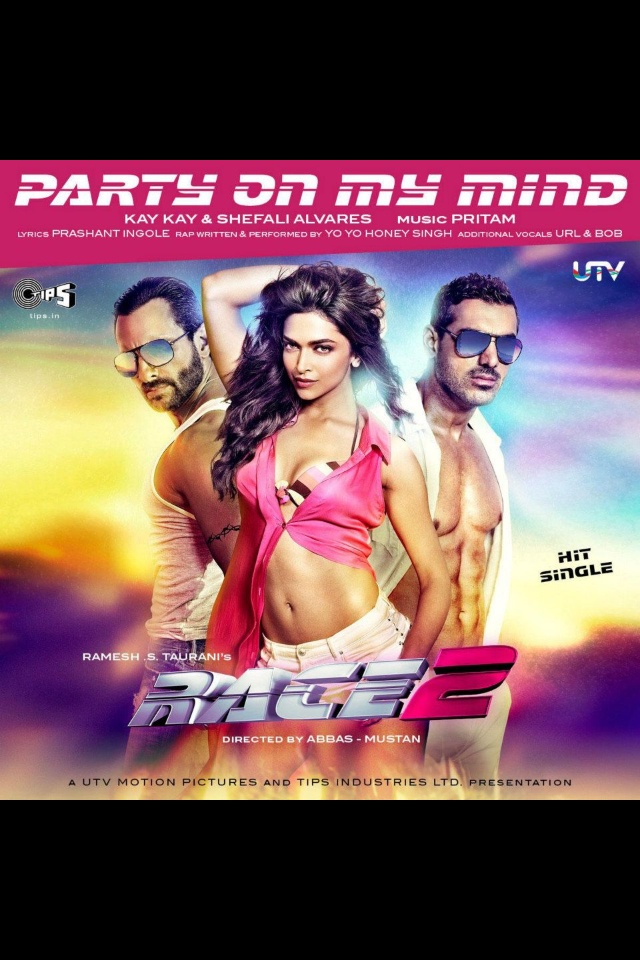 PARTY ON MY MIND
KAY KAY & SHEFALI ALVARES MUSIC PRITAM
LYRICS PRASHANT INGOLE RAP WRITTEN & PERFORMED BY YO YO HONEY SINGH ADDITIONAL VOCALS URL & BOB
UTV
TIPS
tips.in
HIT
SINGLE
RAMESH .S. TAURANI's
RACE 2
DIRECTED BY ABBAS - MUSTAN
A UTV MOTION PICTURES AND TIPS INDUSTRIES LTD. PRESENTATION